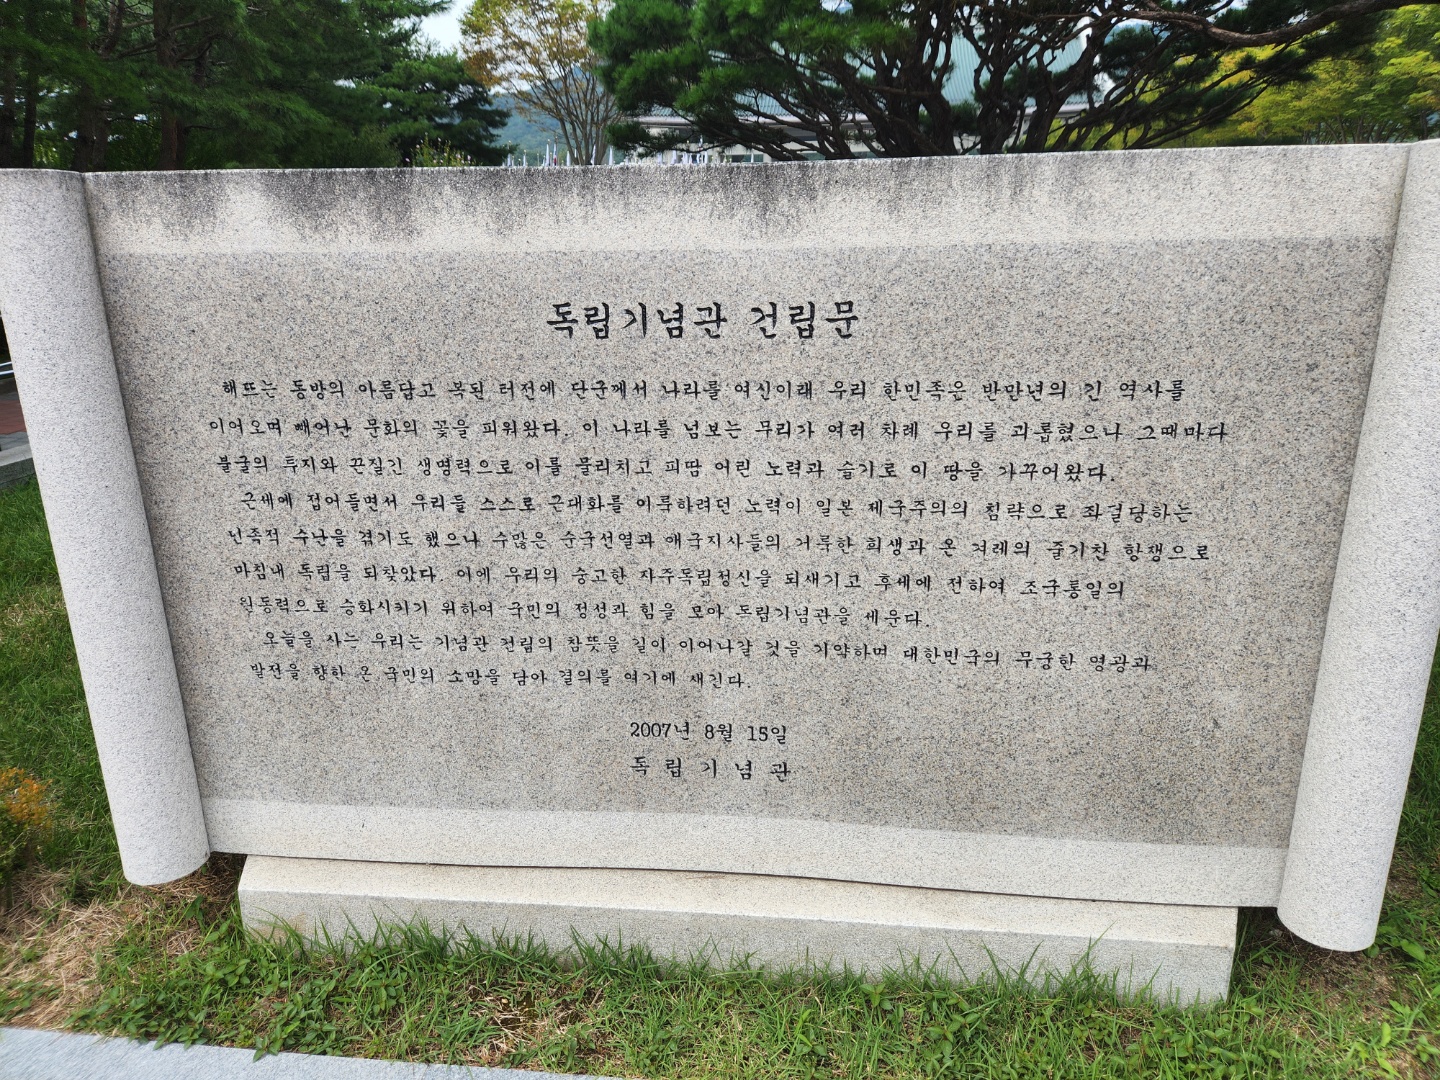 독립기념관 건립문
해뜨는 동방의 아름답고 복된 터전에 단군께서 나라를 여신이래 우리 한민족은 반만년의 긴 역사를
이어오며 빼어난 문화의 꽃을 피워왔다. 이 나라를 넘보는 무리가 여러 차례 우리를 괴롭혔으나 그때마다
불굴의 투지와 끈질긴 생명력으로 이를 물리치고 피땀 어린 노력과 슬기로 이 땅을 가꾸어왔다.
근세에 접어들면서 우리들 스스로 근대화를 이룩하려던 노력이 일본 제국주의의 침략으로 좌절당하는
민족적 수난을 겪기도 했으나 수많은 순국선열과 애국지사들의 거룩한 희생과 온 겨레의 줄기찬 항쟁으로
마침내 독립을 되찾았다. 이에 우리의 숭고한 자주독립정신을 되새기고 후세에 전하여 조국통일의
원동력으로 승화시키기 위하여 국민의 정성과 힘을 모아 독립기념관을 세운다.
오늘을 사는 우리는 기념관 건립의 참뜻을 길이 이어나갈 것을 기약하며 대한민국의 무궁한 영광과
발전을 향한 온 국민의 소망을 담아 결의를 여기에 새긴다.
2007년 8월 15일
독립기념관